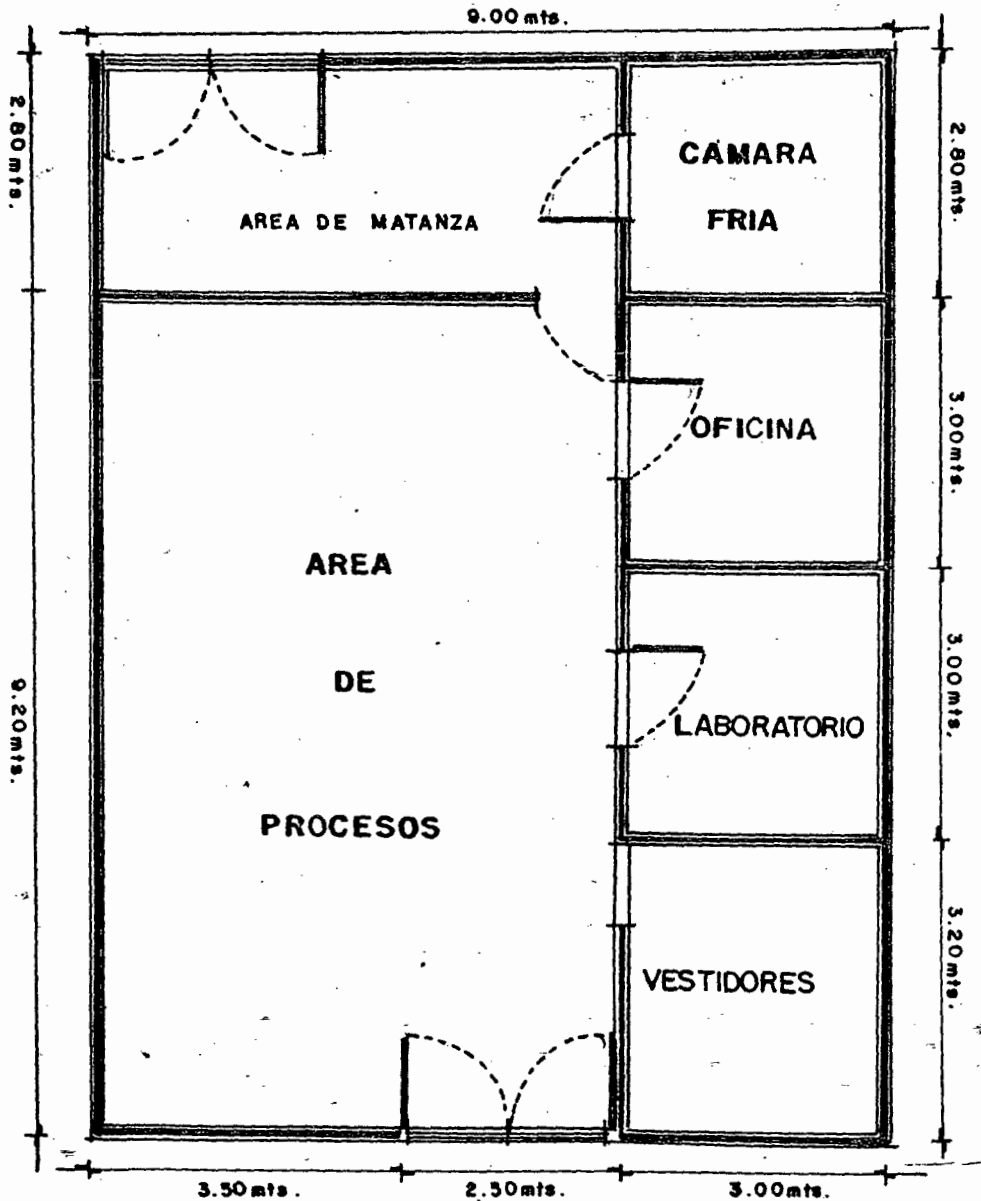 9.00 mts.
2.80 mts.
CÁMARA
FRIA
2.80 mts.
AREA DE MATANZA
OFICINA
3.00 mts.
AREA
DE
PROCESOS
9.20 mts.
LABORATORIO
3.00 mts.
VESTIDORES
3.20 mts.
3.50 mts.
2.50 mts.
3.00 mts.